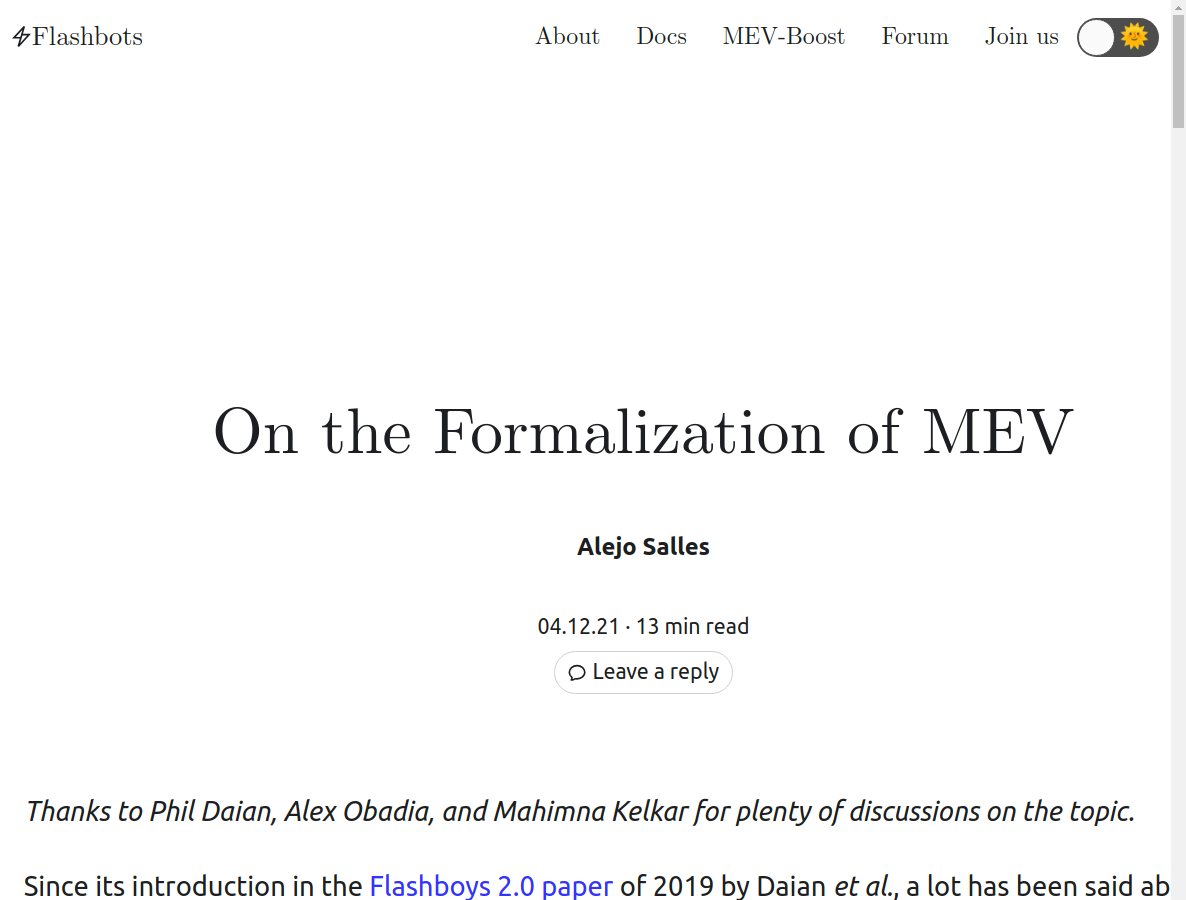 Flashbots
About Docs MEV-Boost Forum Join us
On the Formalization of MEV
Alejo Salles
04.12.21 · 13 min read
Leave a reply
Thanks to Phil Daian, Alex Obadia, and Mahimna Kelkar for plenty of discussions on the topic.
Since its introduction in the Flashboys 2.0 paper of 2019 by Daian et al., a lot has been said ab